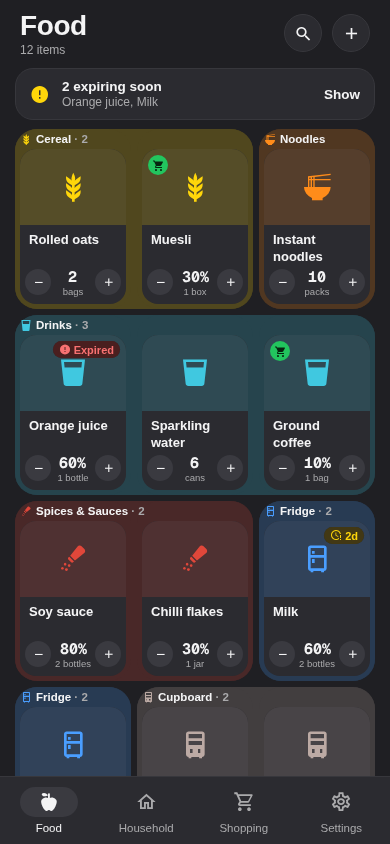 Food
12 items
2 expiring soon
Orange juice, Milk
Show
Cereal · 2
Noodles
Rolled oats
Muesli
Instant
noodles
− 2 +
bags
− 30% +
1 box
− 10 +
packs
Drinks · 3
Expired
Orange juice
Sparkling
water
Ground
coffee
− 60% +
1 bottle
− 6 +
cans
− 10% +
1 bag
Spices & Sauces · 2
Fridge · 2
2d
Soy sauce
Chilli flakes
Milk
− 80% +
2 bottles
− 30% +
1 jar
− 60% +
2 bottles
Fridge · 2
Cupboard · 2
Food
Household
Shopping
Settings